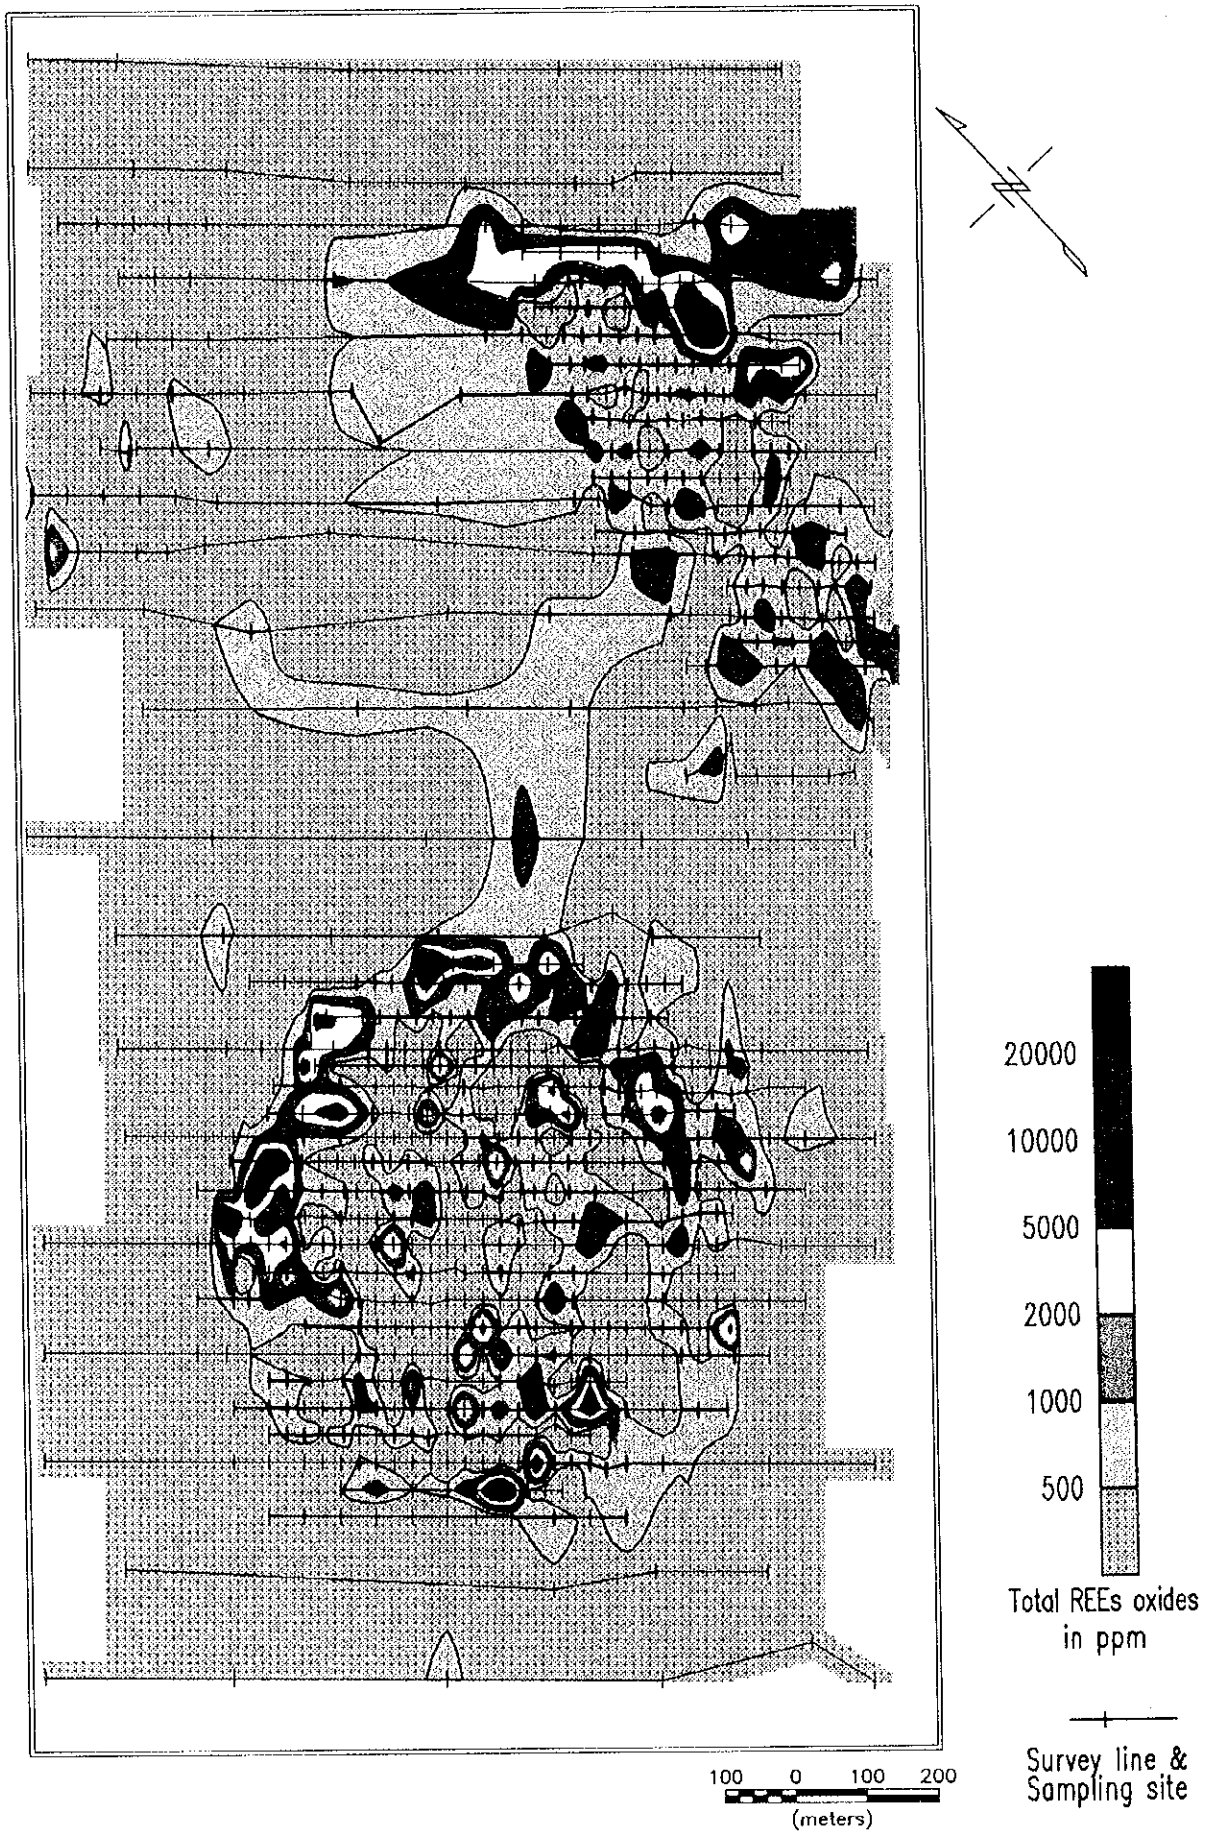 20000
10000
5000
2000
1000
500
Total REEs oxides
in ppm
Survey line &
Sampling site
100 0 100 200
(meters)